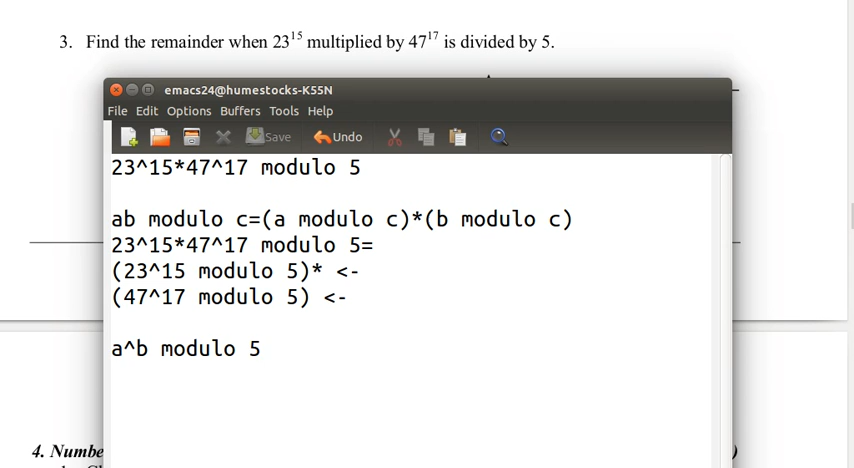 3. Find the remainder when 23^15 multiplied by 47^17 is divided by 5.
emacs24@humestocks-K55N
File Edit Options Buffers Tools Help
Save Undo
23^15*47^17 modulo 5
ab modulo c=(a modulo c)*(b modulo c)
23^15*47^17 modulo 5=
(23^15 modulo 5)* <-
(47^17 modulo 5) <-
a^b modulo 5
4.